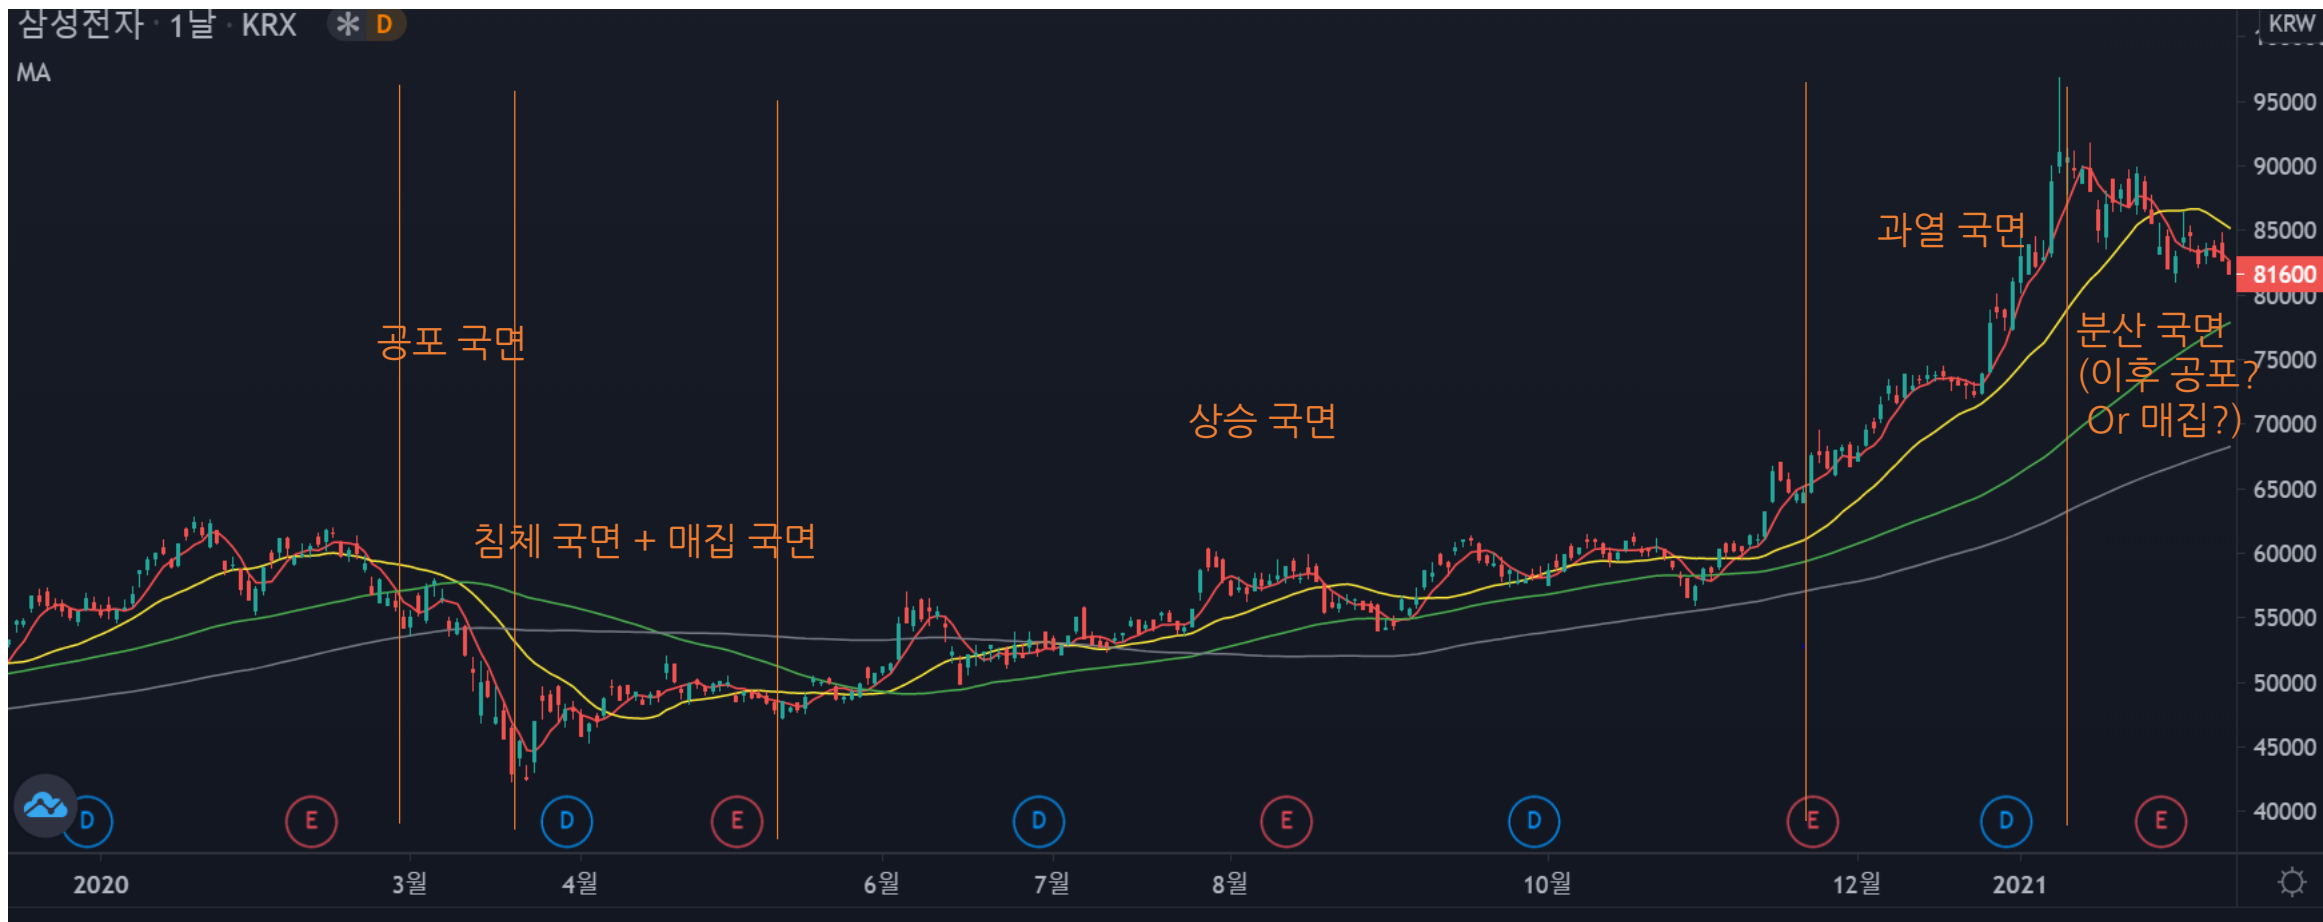 삼성전자 · 1날 · KRX D
KRW
MA
95000
90000
85000
81600
80000
75000
70000
65000
60000
55000
50000
45000
40000
과열 국면
공포 국면
분산 국면
(이후 공포?
Or 매집?)
상승 국면
침체 국면 + 매집 국면
D E D E D E D E D E
2020 3월 4월 6월 7월 8월 10월 12월 2021